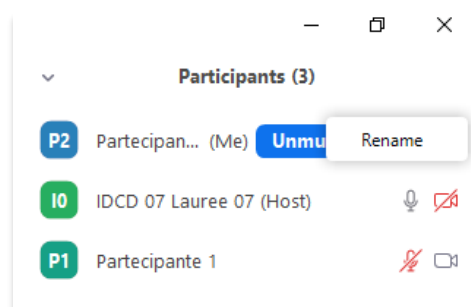 Participants (3)
P2 Partecipan... (Me) Unmu Rename
I0 IDCD 07 Lauree 07 (Host)
P1 Partecipante 1